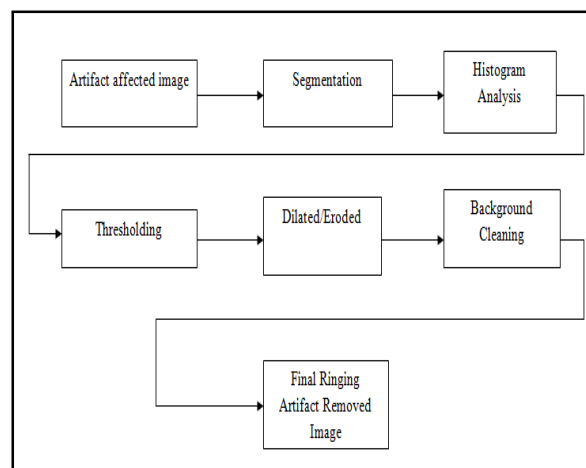 Artifact affected image
Segmentation
Histogram
Analysis
Thresholding
Dilated/Eroded
Background
Cleaning
Final Ringing
Artifact Removed
Image